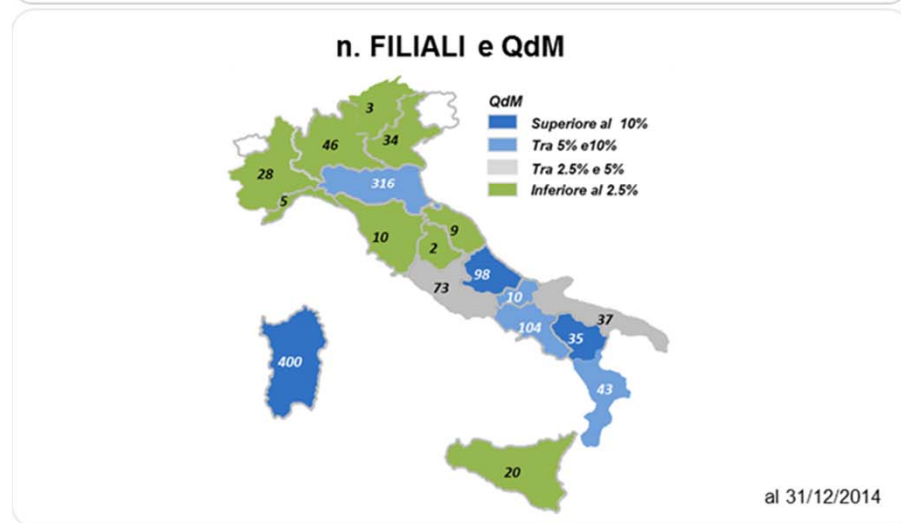 n. FILIALI e QdM
QdM
Superiore al 10%
Tra 5% e10%
Tra 2.5% e 5%
Inferiore al 2.5%
3
46
34
28
316
5
9
10
2
98
73
10
37
104
35
400
43
20
al 31/12/2014